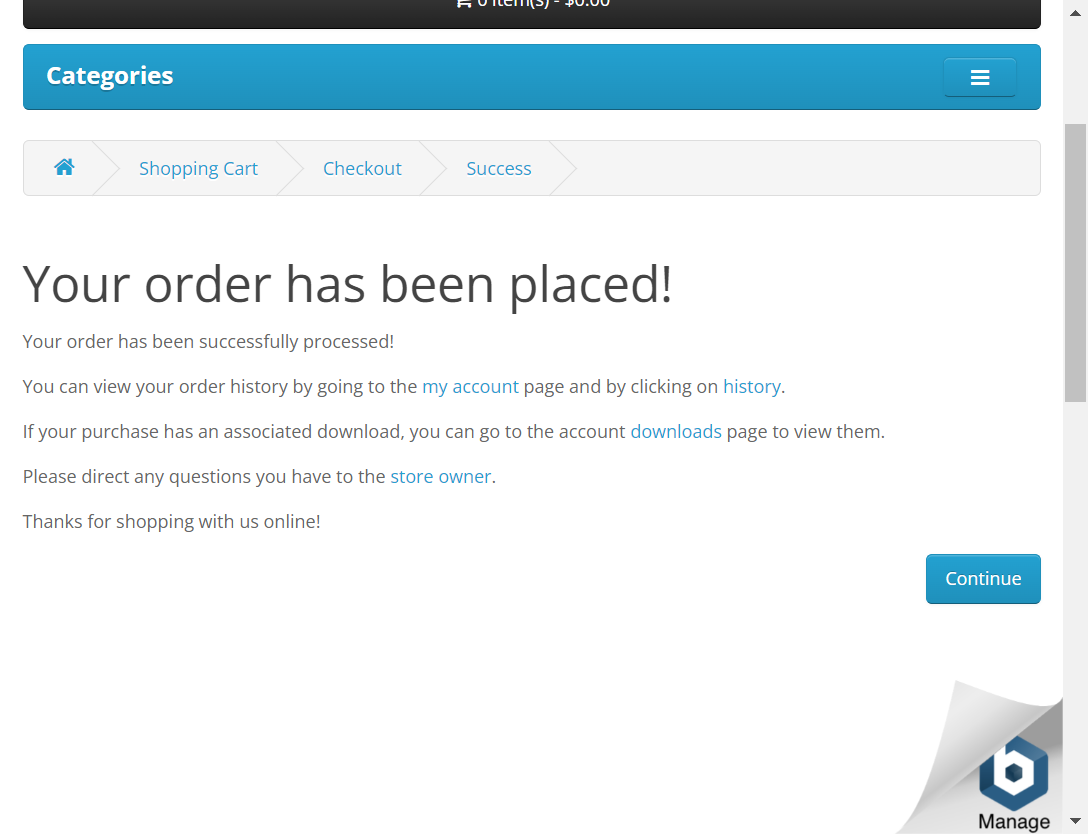 0 item(s) - $0.00
Categories
Shopping Cart
Checkout
Success
Your order has been placed!
Your order has been successfully processed!
You can view your order history by going to the my account page and by clicking on history.
If your purchase has an associated download, you can go to the account downloads page to view them.
Please direct any questions you have to the store owner.
Thanks for shopping with us online!
Continue
Manage